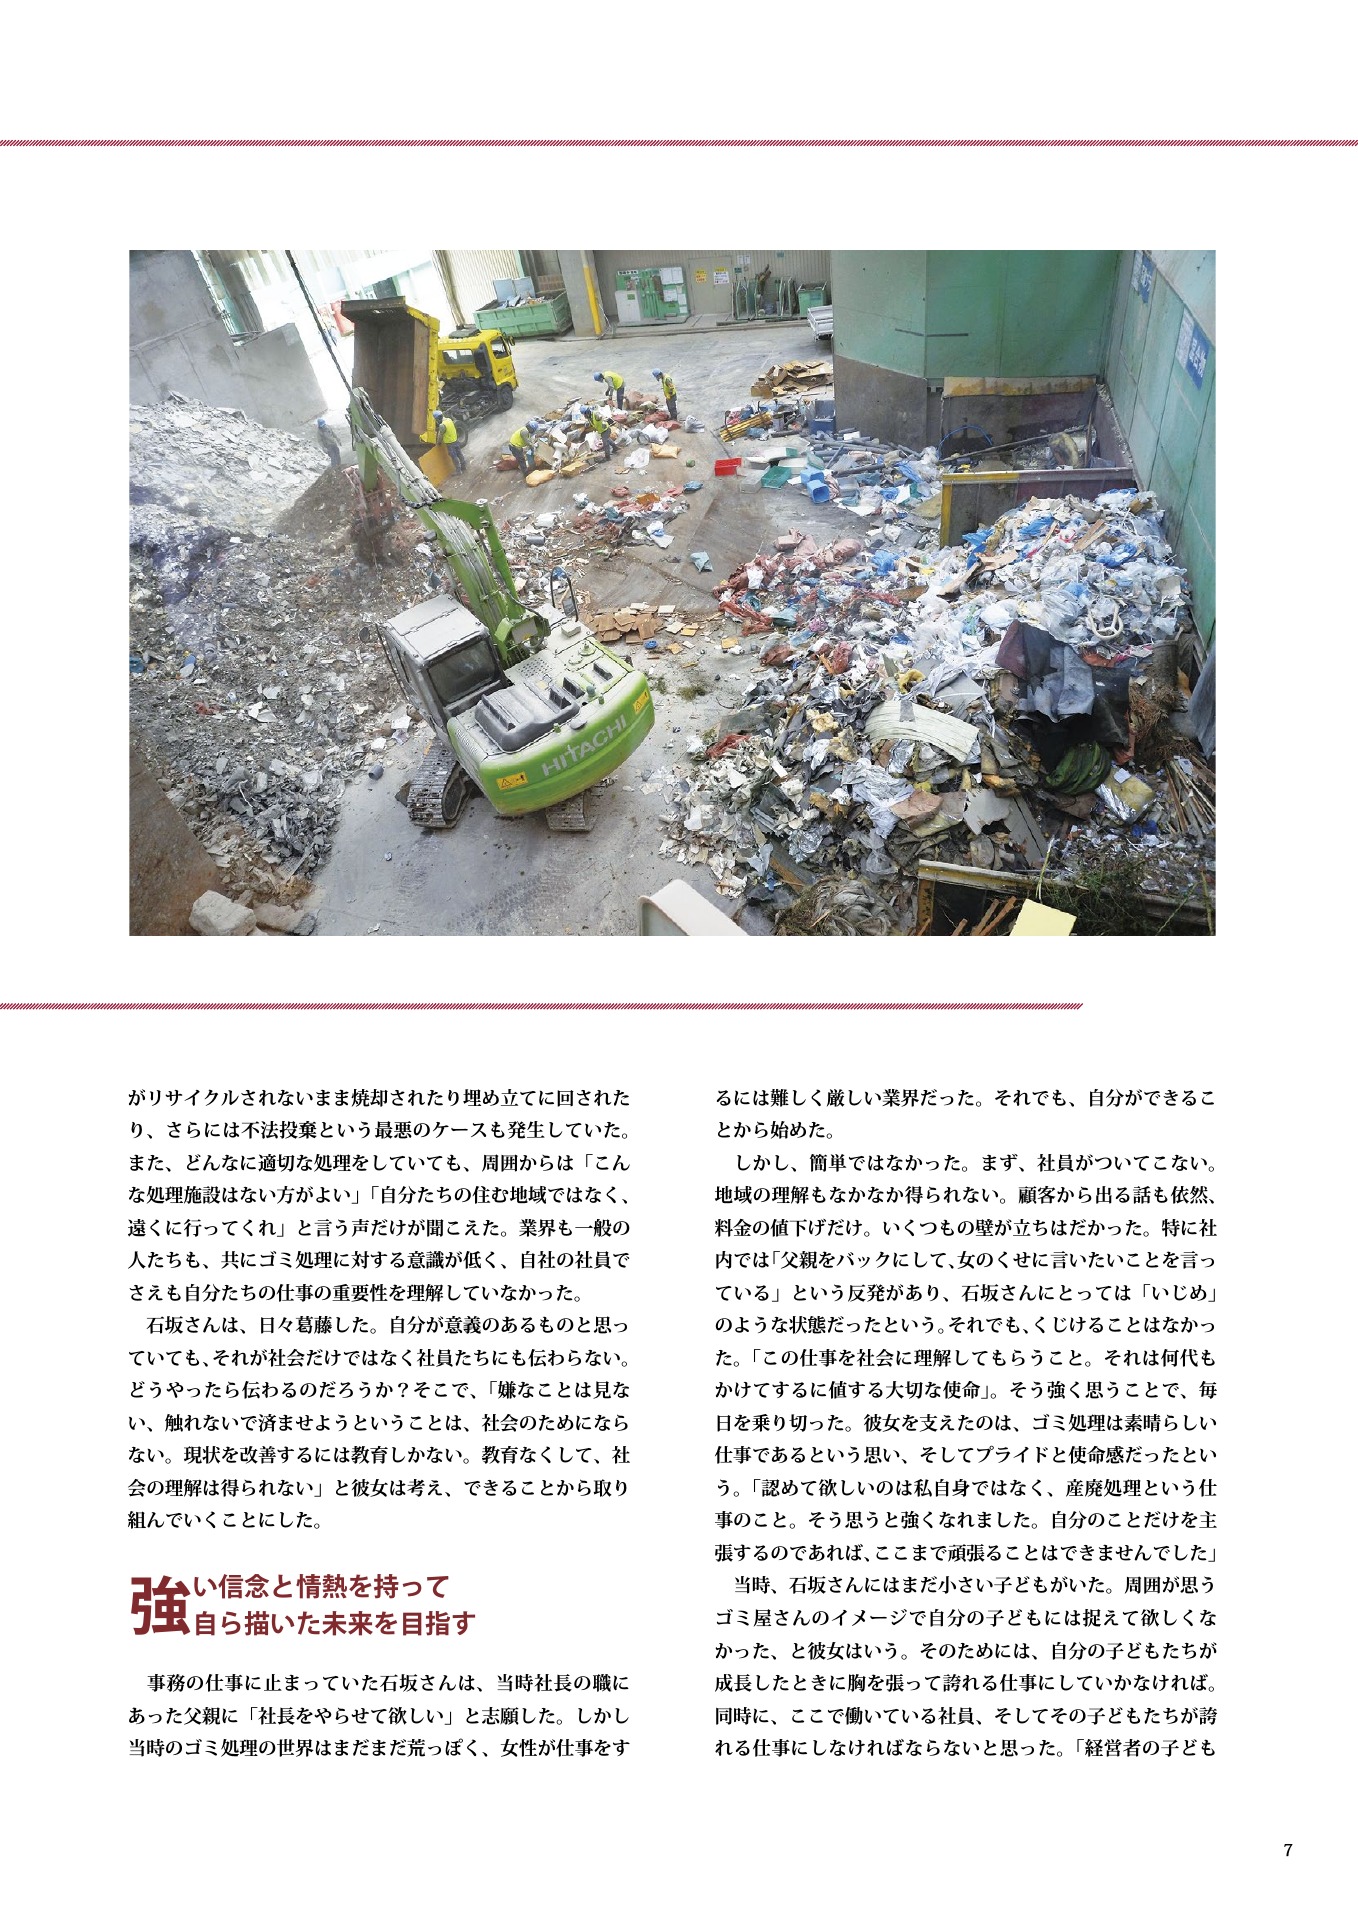 HITACHI
がリサイクルされないまま焼却されたり埋め立てに回された
り、さらには不法投棄という最悪のケースも発生していた。
また、どんなに適切な処理をしていても、周囲からは「こん
な処理施設はない方がよい」「自分たちの住む地域ではなく、
遠くに行ってくれ」と言う声だけが聞こえた。業界も一般の
人たちも、共にゴミ処理に対する意識が低く、自社の社員で
さえも自分たちの仕事の重要性を理解していなかった。
石坂さんは、日々葛藤した。自分が意義のあるものと思っ
ていても、それが社会だけではなく社員たちにも伝わらない。
どうやったら伝わるのだろうか？そこで、「嫌なことは見な
い、触れないで済ませようということは、社会のためになら
ない。現状を改善するには教育しかない。教育なくして、社
会の理解は得られない」と彼女は考え、できることから取り
組んでいくことにした。
強い信念と情熱を持って
自ら描いた未来を目指す
事務の仕事に止まっていた石坂さんは、当時社長の職に
あった父親に「社長をやらせて欲しい」と志願した。しかし
当時のゴミ処理の世界はまだまだ荒っぽく、女性が仕事をす
るには難しく厳しい業界だった。それでも、自分ができるこ
とから始めた。
しかし、簡単ではなかった。まず、社員がついてこない。
地域の理解もなかなか得られない。顧客から出る話も依然、
料金の値下げだけ。いくつもの壁が立ちはだかった。特に社
内では「父親をバックにして、女のくせに言いたいことを言っ
ている」という反発があり、石坂さんにとっては「いじめ」
のような状態だったという。それでも、くじけることはなかっ
た。「この仕事を社会に理解してもらうこと。それは何代も
かけてするに値する大切な使命」。そう強く思うことで、毎
日を乗り切った。彼女を支えたのは、ゴミ処理は素晴らしい
仕事であるという思い、そしてプライドと使命感だったとい
う。「認めて欲しいのは私自身ではなく、産廃処理という仕
事のこと。そう思うと強くなれました。自分のことだけを主
張するのであれば、ここまで頑張ることはできませんでした」
当時、石坂さんにはまだ小さい子どもがいた。周囲が思う
ゴミ屋さんのイメージで自分の子どもには捉えて欲しくな
かった、と彼女はいう。そのためには、自分の子どもたちが
成長したときに胸を張って誇れる仕事にしていかなければ。
同時に、ここで働いている社員、そしてその子どもたちが誇
れる仕事にしなければならないと思った。「経営者の子ども
7